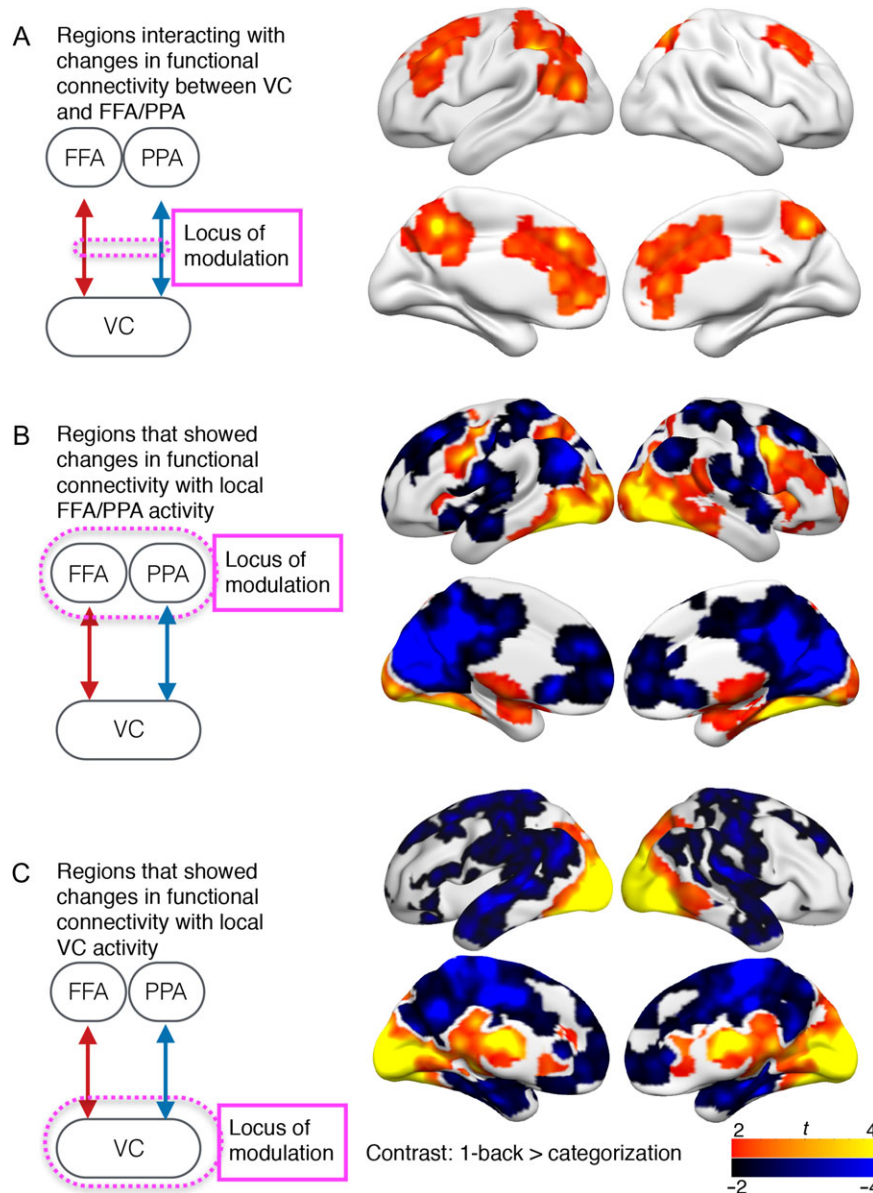 A
Regions interacting with
changes in functional
connectivity between VC
and FFA/PPA
FFA PPA
Locus of
modulation
VC
B
Regions that showed
changes in functional
connectivity with local
FFA/PPA activity
FFA PPA
Locus of
modulation
VC
C
Regions that showed
changes in functional
connectivity with local
VC activity
FFA PPA
VC
Locus of
modulation
Contrast: 1-back > categorization
2 t 4
−2 −4